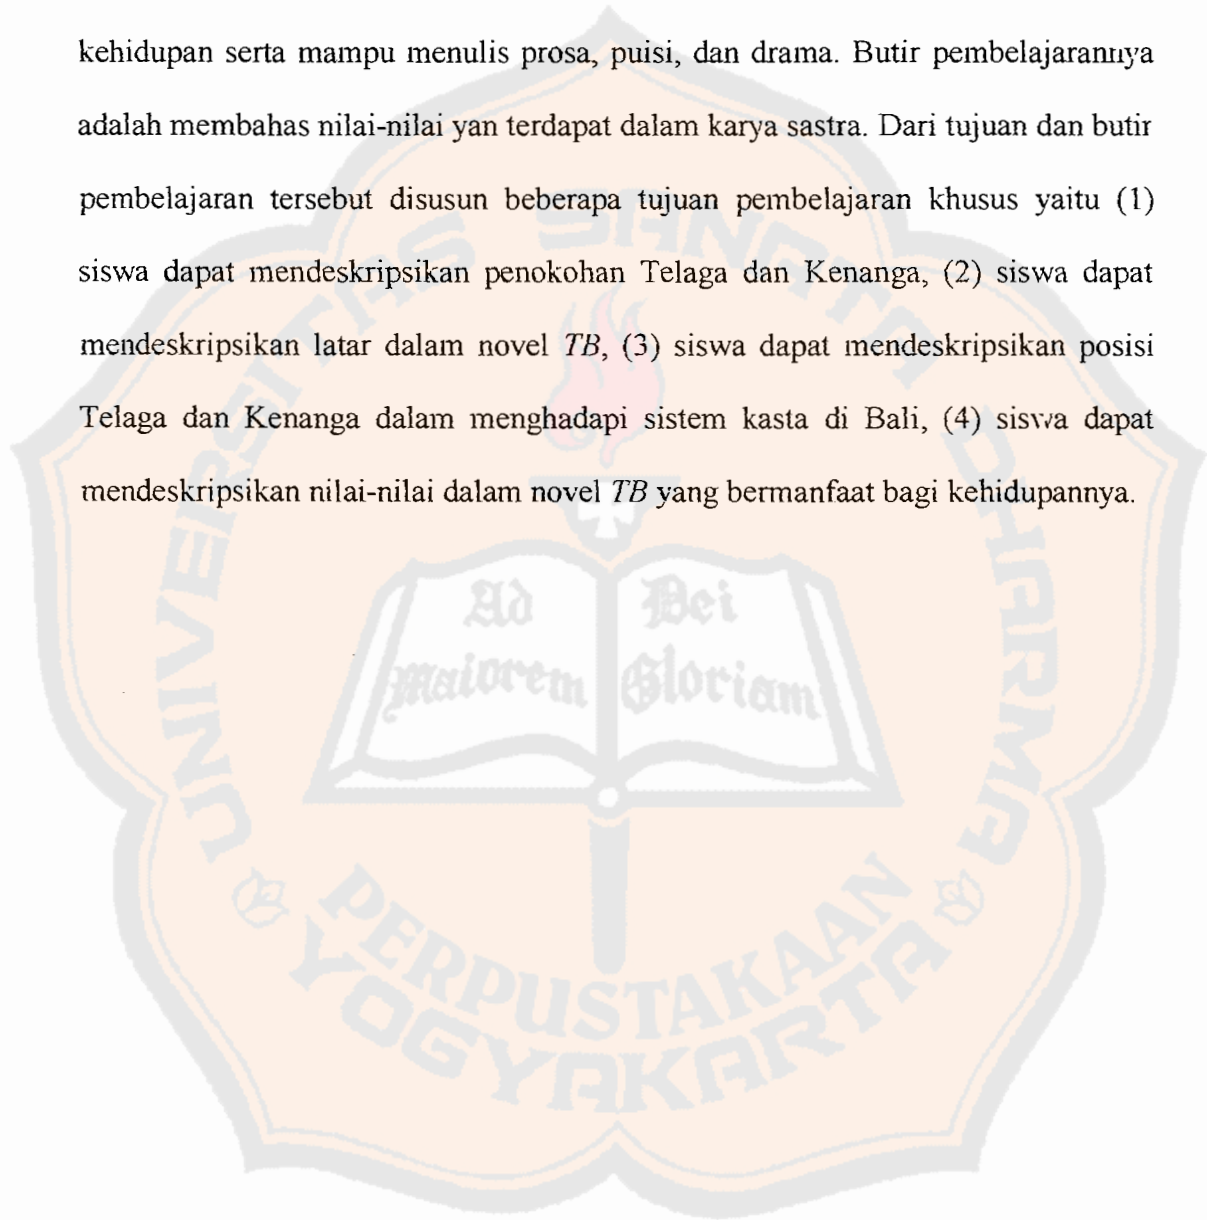 kehidupan serta mampu menulis prosa, puisi, dan drama. Butir pembelajarannya
adalah membahas nilai-nilai yan terdapat dalam karya sastra. Dari tujuan dan butir
pembelajaran tersebut disusun beberapa tujuan pembelajaran khusus yaitu (1)
siswa dapat mendeskripsikan penokohan Telaga dan Kenanga, (2) siswa dapat
mendeskripsikan latar dalam novel TB, (3) siswa dapat mendeskripsikan posisi
Telaga dan Kenanga dalam menghadapi sistem kasta di Bali, (4) siswa dapat
mendeskripsikan nilai-nilai dalam novel TB yang bermanfaat bagi kehidupannya.
UNIVERSITAS SANATA DHARMA
Ad Dei
Maiorem Gloriam
PERPUSTAKAAN
YOGYAKARTA